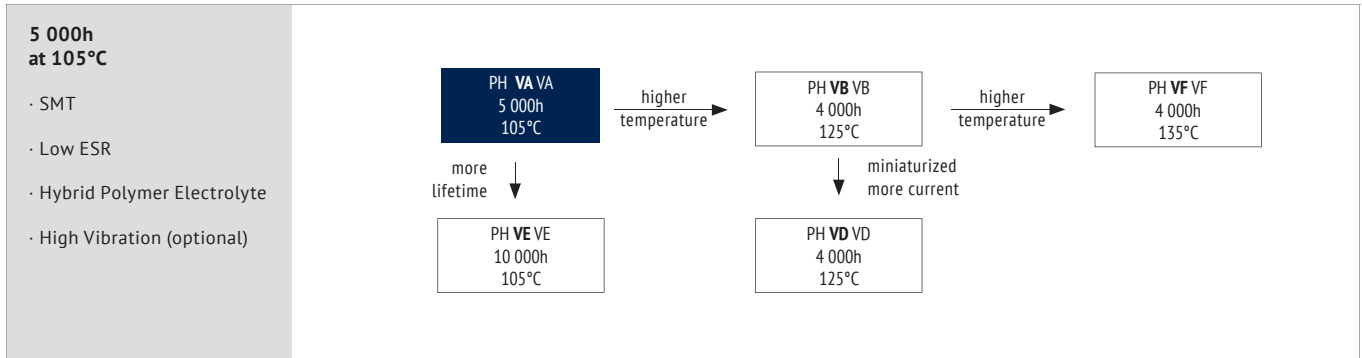 5 000h
at 105°C
· SMT
· Low ESR
· Hybrid Polymer Electrolyte
· High Vibration (optional)
PH VA VA
5 000h
105°C
higher
temperature
PH VB VB
4 000h
125°C
higher
temperature
PH VF VF
4 000h
135°C
more
lifetime
miniaturized
more current
PH VE VE
10 000h
105°C
PH VD VD
4 000h
125°C